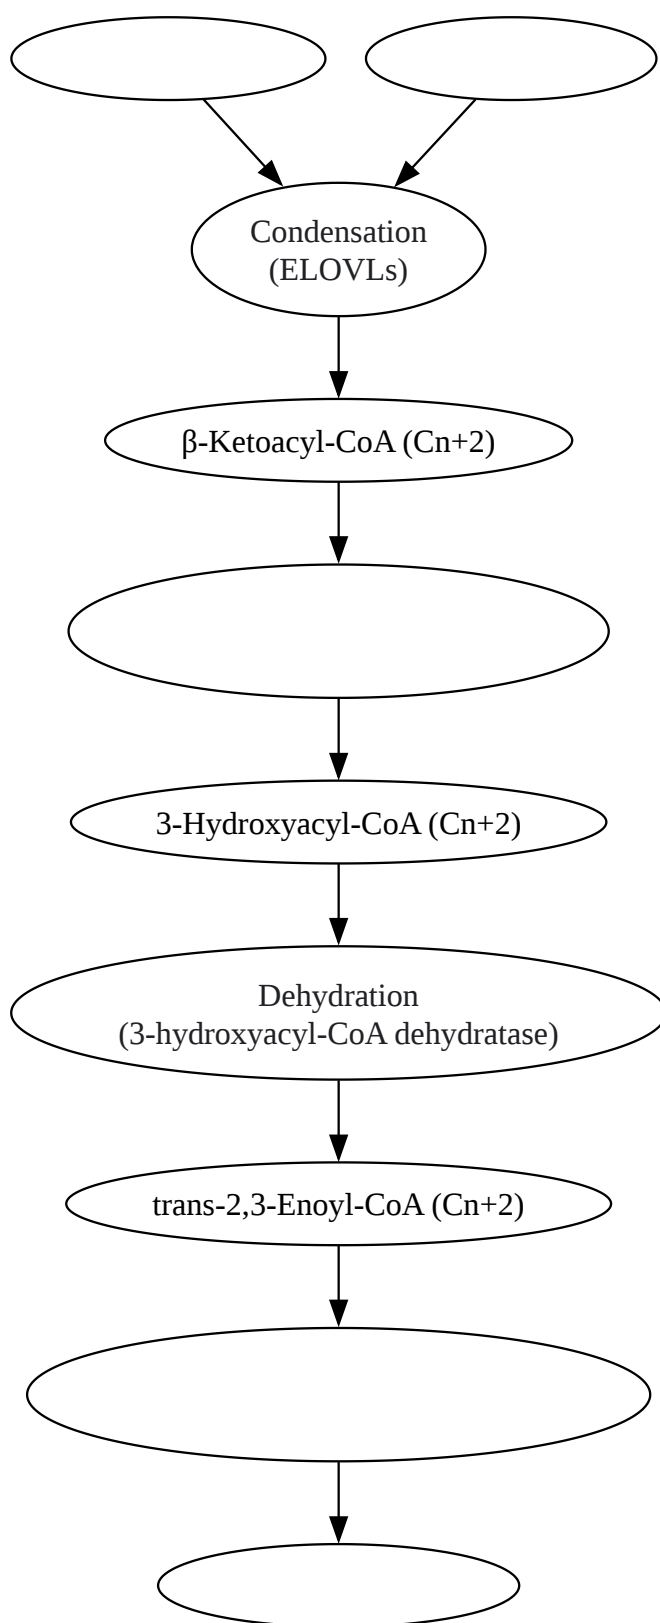 Condensation
(ELOVLs)
β-Ketoacyl-CoA (Cn+2)
3-Hydroxyacyl-CoA (Cn+2)
Dehydration
(3-hydroxyacyl-CoA dehydratase)
trans-2,3-Enoyl-CoA (Cn+2)